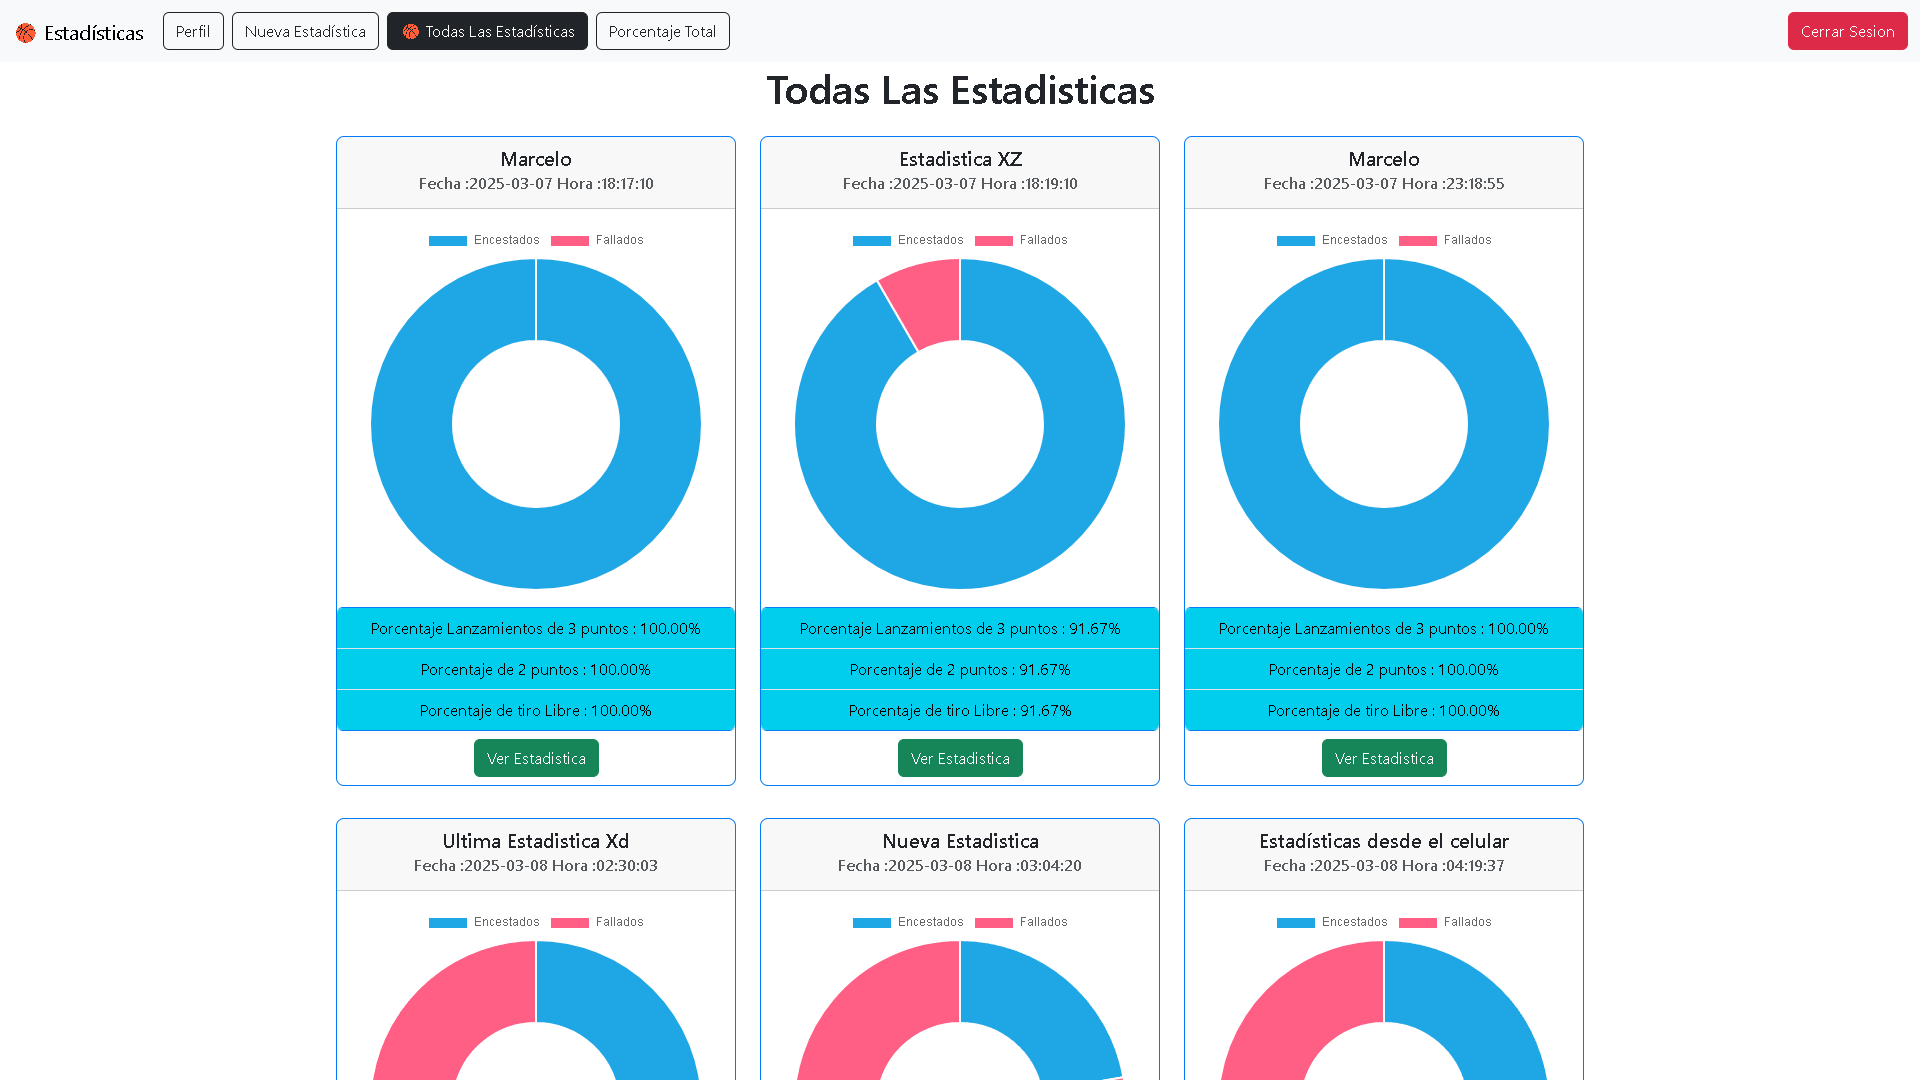 Estadísticas Perfil Nueva Estadística Todas Las Estadísticas Porcentaje Total Cerrar Sesion
Todas Las Estadisticas
Marcelo
Fecha :2025-03-07 Hora :18:17:10
Encestados Fallados
Porcentaje Lanzamientos de 3 puntos : 100.00%
Porcentaje de 2 puntos : 100.00%
Porcentaje de tiro Libre : 100.00%
Ver Estadistica
Estadistica XZ
Fecha :2025-03-07 Hora :18:19:10
Encestados Fallados
Porcentaje Lanzamientos de 3 puntos : 91.67%
Porcentaje de 2 puntos : 91.67%
Porcentaje de tiro Libre : 91.67%
Ver Estadistica
Marcelo
Fecha :2025-03-07 Hora :23:18:55
Encestados Fallados
Porcentaje Lanzamientos de 3 puntos : 100.00%
Porcentaje de 2 puntos : 100.00%
Porcentaje de tiro Libre : 100.00%
Ver Estadistica
Ultima Estadistica Xd
Fecha :2025-03-08 Hora :02:30:03
Encestados Fallados
Nueva Estadistica
Fecha :2025-03-08 Hora :03:04:20
Encestados Fallados
Estadísticas desde el celular
Fecha :2025-03-08 Hora :04:19:37
Encestados Fallados